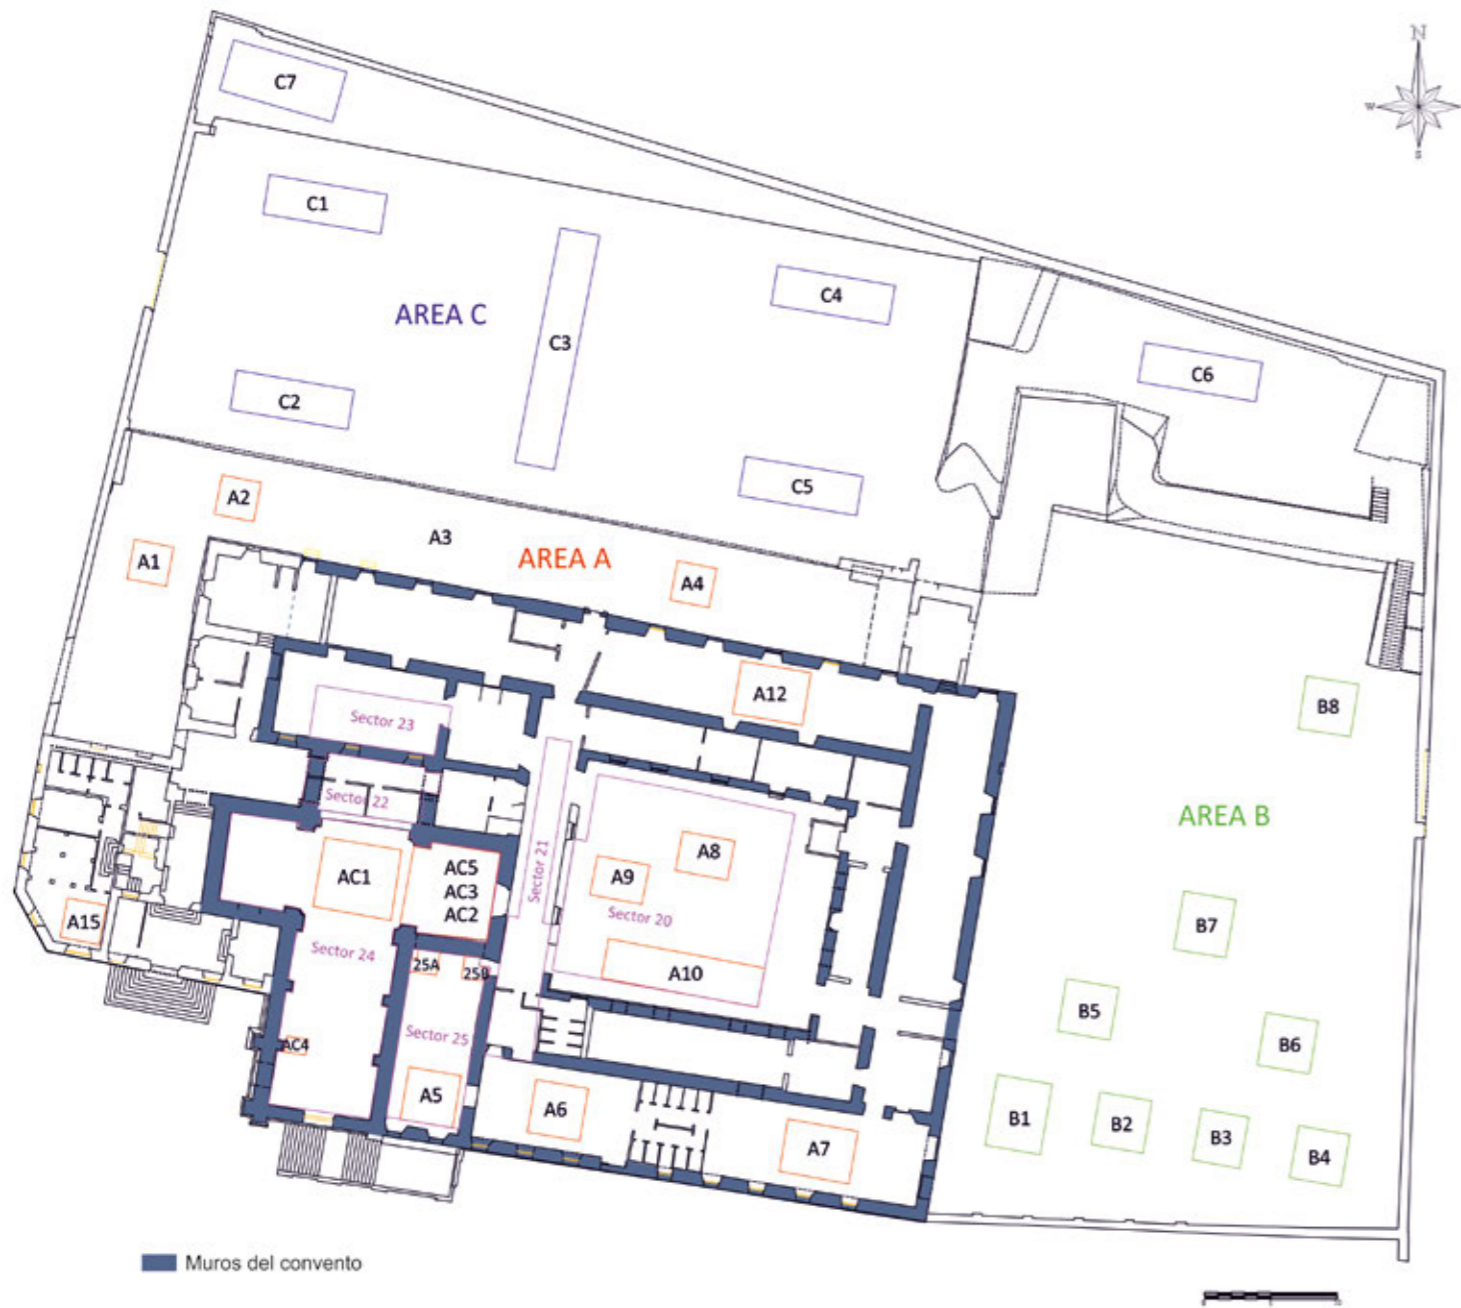 N
W
S
C7
C1
C4
AREA C
C3
C6
C2
C5
A2
A3
AREA A
A1
A4
A12
B8
Sector 23
Sector 22
AREA B
A8
AC1
AC5
AC3
AC2
Sector 21
A9
Sector 20
A15
B7
Sector 24
25A
25B
A10
B5
B6
AC4
Sector 25
A5
A6
B1
B2
B3
A7
B4
Muros del convento